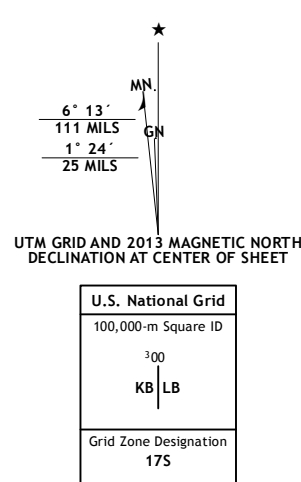 ★
MN.
6° 13´
111 MILS
GN
1° 24´
25 MILS
UTM GRID AND 2013 MAGNETIC NORTH
DECLINATION AT CENTER OF SHEET
U.S. National Grid
100,000-m Square ID
³00
KB LB
Grid Zone Designation
17S